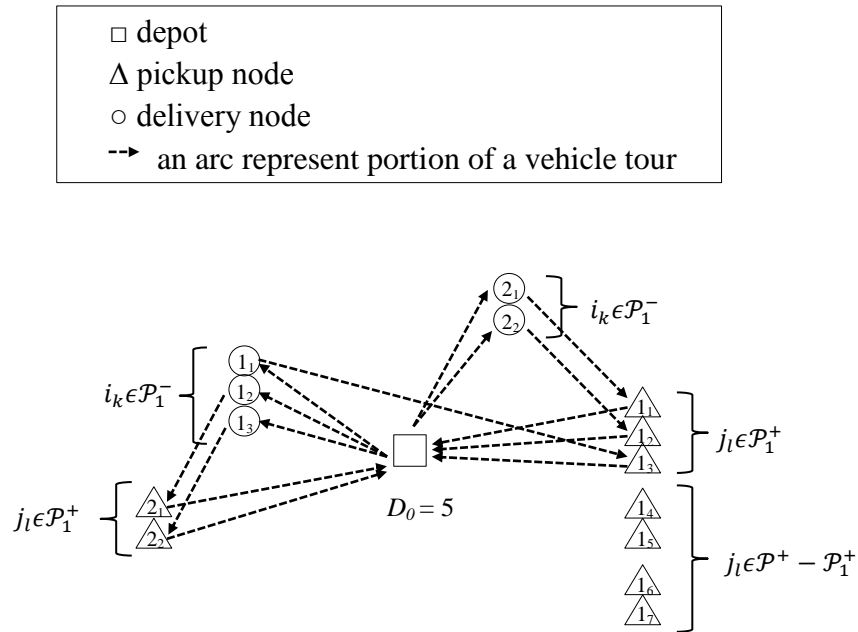 □ depot
Δ pickup node
○ delivery node
⇢ an arc represent portion of a vehicle tour
2₁
2₂
i_k ϵ 𝒫₁⁻
1₁
1₂
1₃
i_k ϵ 𝒫₁⁻
1₁
1₂
1₃
j_l ϵ 𝒫₁⁺
2₁
2₂
j_l ϵ 𝒫₁⁺
D₀ = 5
1₄
1₅
1₆
1₇
j_l ϵ 𝒫⁺ − 𝒫₁⁺